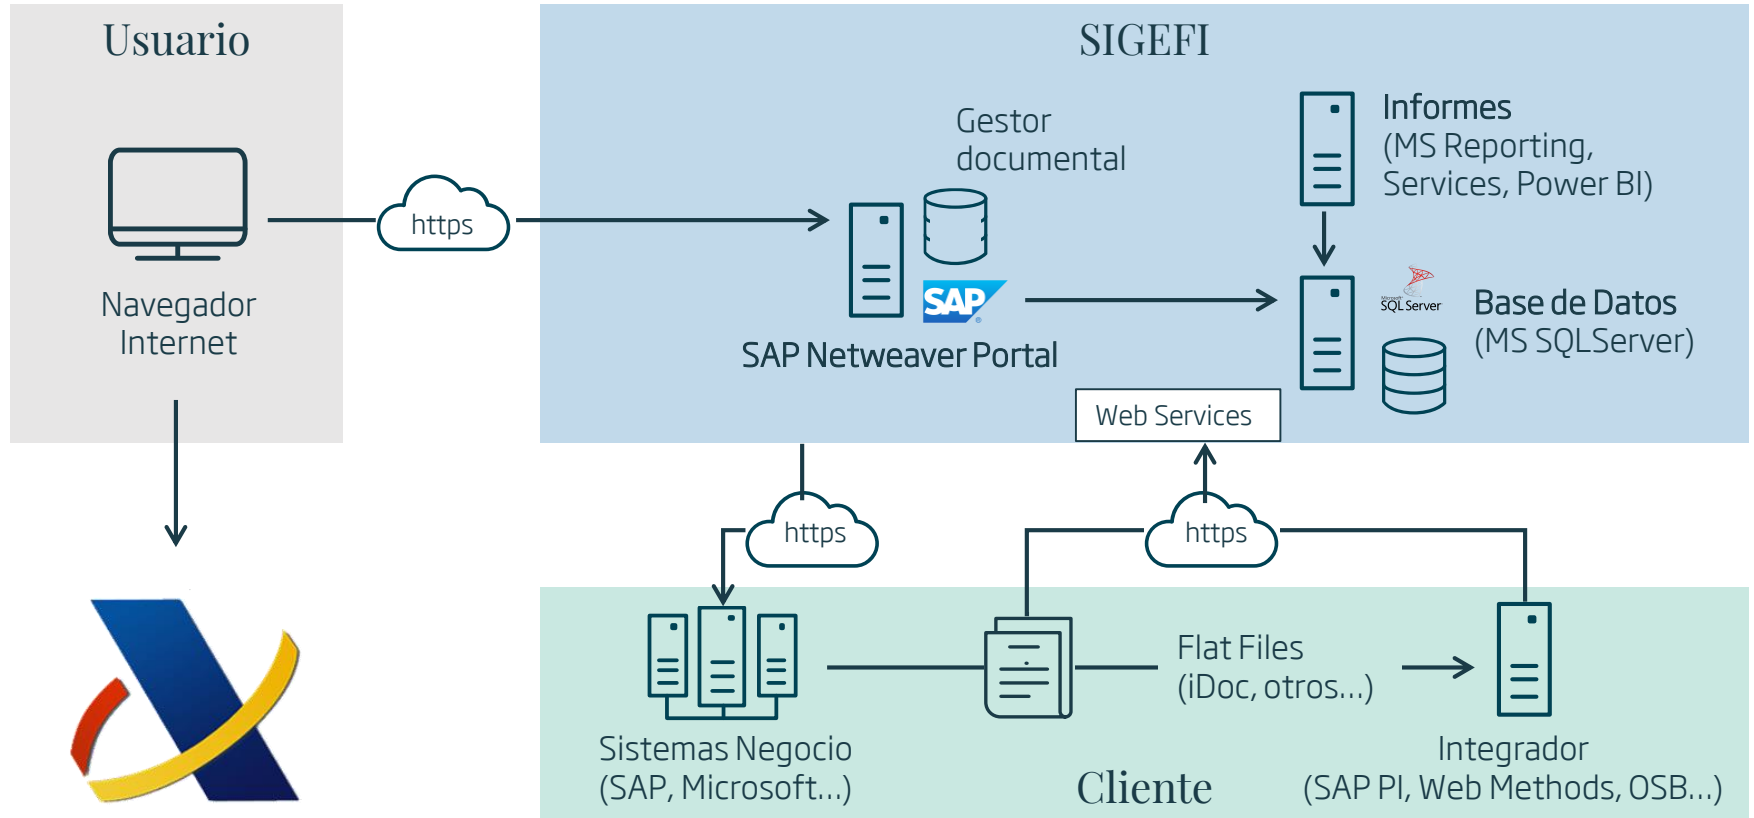 Usuario
SIGEFI
Navegador
Internet
https
Gestor
documental
SAP
®
SAP Netweaver Portal
Informes
(MS Reporting,
Services, Power BI)
Microsoft
SQL Server
Base de Datos
(MS SQLServer)
Web Services
https
https
Flat Files
(iDoc, otros...)
Sistemas Negocio
(SAP, Microsoft...)
Cliente
Integrador
(SAP PI, Web Methods, OSB...)